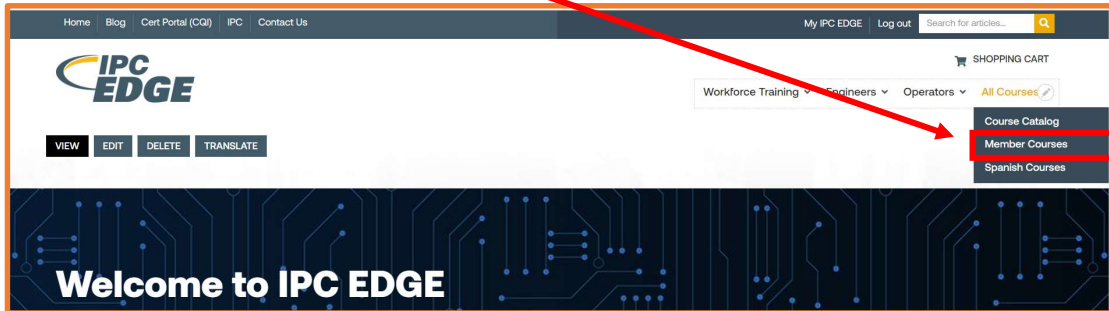 Home Blog Cert Portal (CQI) IPC Contact Us My IPC EDGE Log out Search for articles...
IPC
EDGE
SHOPPING CART
Workforce Training Engineers Operators All Courses
Course Catalog
Member Courses
Spanish Courses
VIEW EDIT DELETE TRANSLATE
Welcome to IPC EDGE